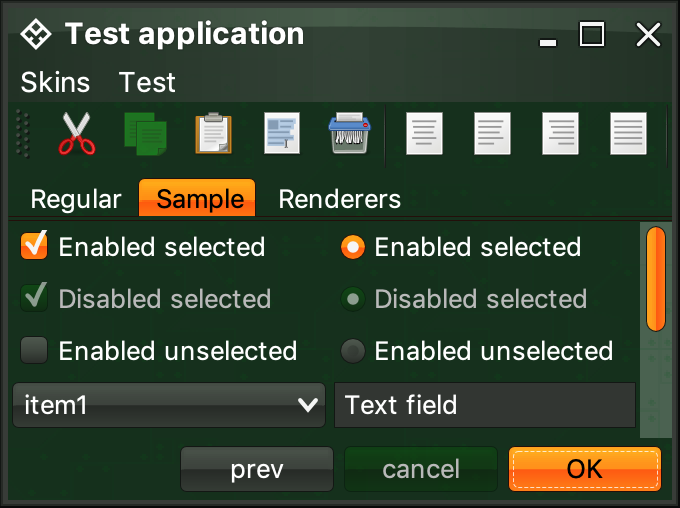 Test application
Skins Test
Regular Sample Renderers
Enabled selected Enabled selected
Disabled selected Disabled selected
Enabled unselected Enabled unselected
item1 Text field
prev cancel OK